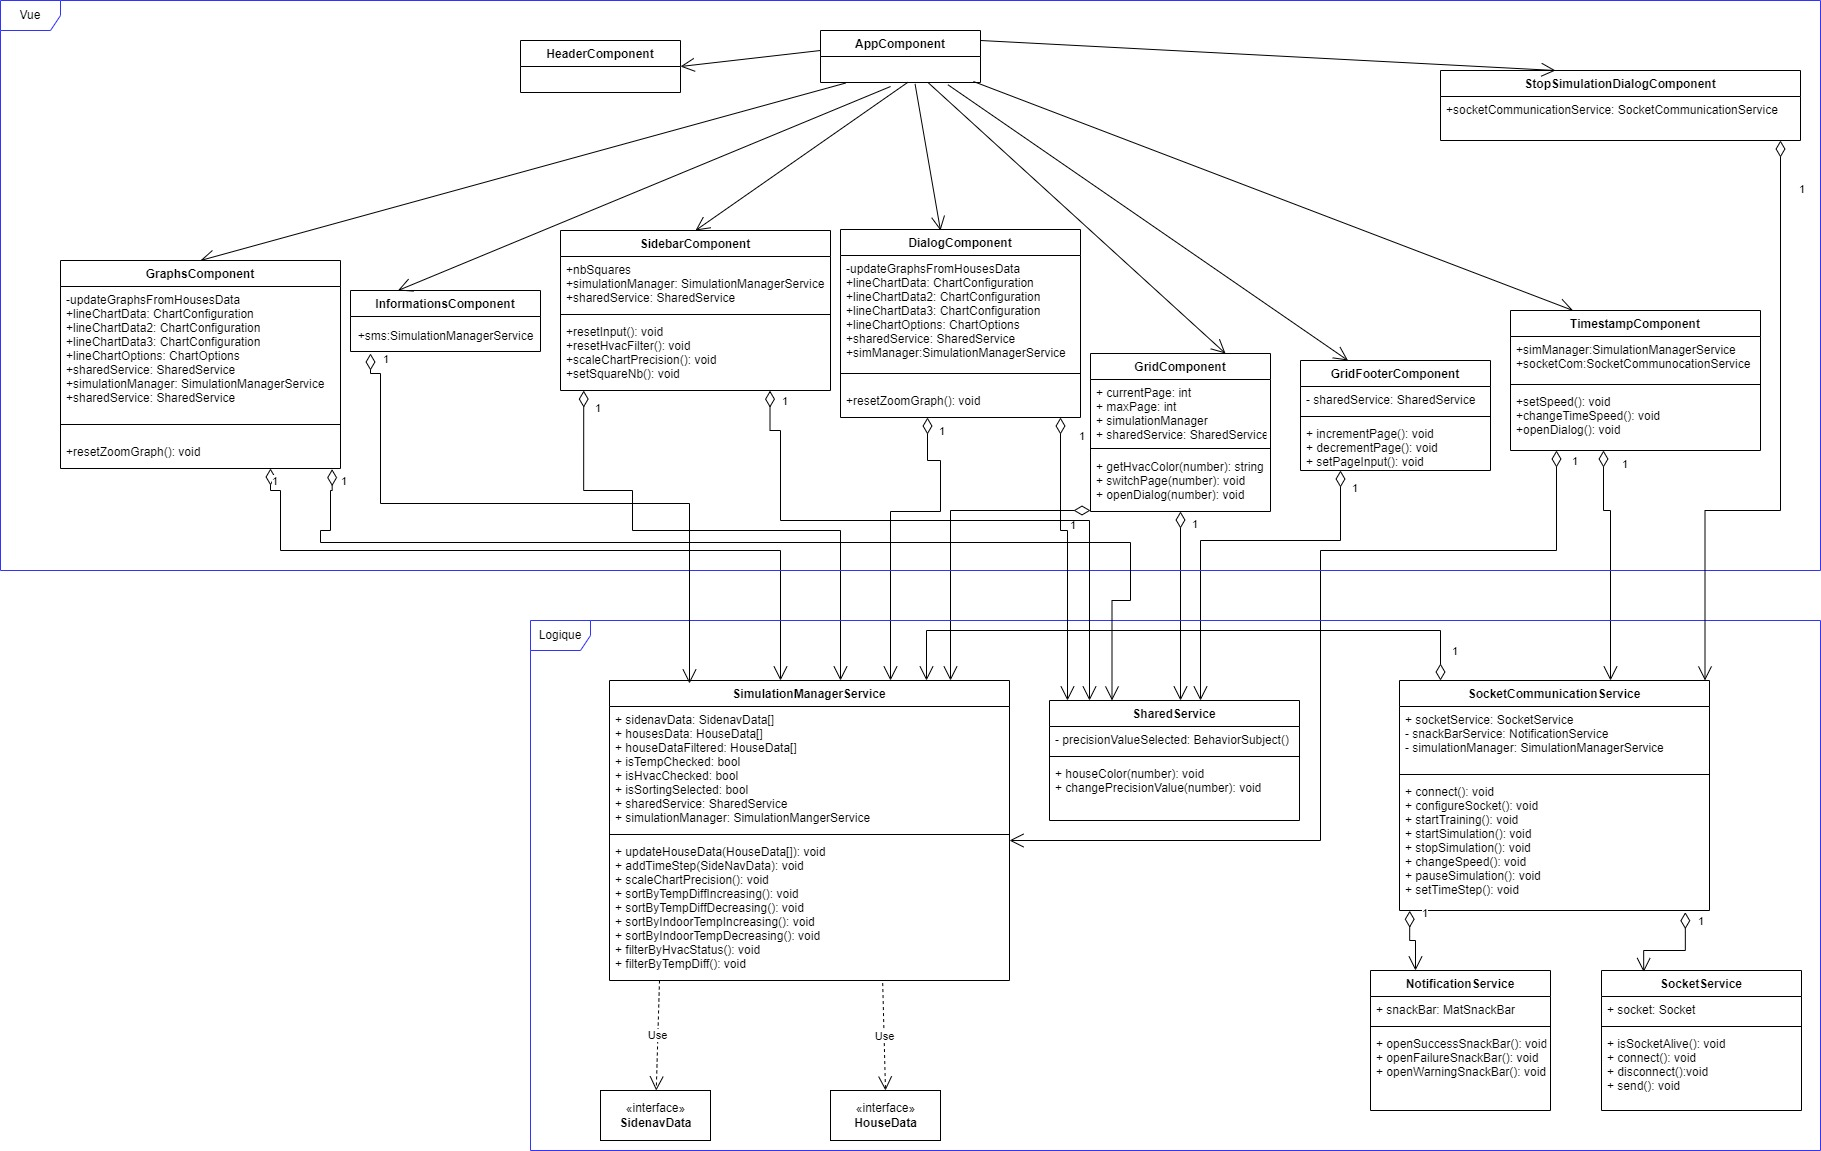 Vue
HeaderComponent
AppComponent
StopSimulationDialogComponent
+socketCommunicationService: SocketCommunicationService
1
GraphsComponent
-updateGraphsFromHousesData
+lineChartData: ChartConfiguration
+lineChartData2: ChartConfiguration
+lineChartData3: ChartConfiguration
+lineChartOptions: ChartOptions
+sharedService: SharedService
+simulationManager: SimulationManagerService
+sharedService: SharedService
+resetZoomGraph(): void
1
1
InformationsComponent
+sms:SimulationManagerService
1
SidebarComponent
+nbSquares
+simulationManager: SimulationManagerService
+sharedService: SharedService
+resetInput(): void
+resetHvacFilter(): void
+scaleChartPrecision(): void
+setSquareNb(): void
1
1
DialogComponent
-updateGraphsFromHousesData
+lineChartData: ChartConfiguration
+lineChartData2: ChartConfiguration
+lineChartData3: ChartConfiguration
+lineChartOptions: ChartOptions
+sharedService: SharedService
+simManager:SimulationManagerService
+resetZoomGraph(): void
1
1
GridComponent
+ currentPage: int
+ maxPage: int
+ simulationManager
+ sharedService: SharedService
+ getHvacColor(number): string
+ switchPage(number): void
+ openDialog(number): void
1
1
GridFooterComponent
- sharedService: SharedService
+ incrementPage(): void
+ decrementPage(): void
+ setPageInput(): void
1
TimestampComponent
+simManager:SimulationManagerService
+socketCom:SocketCommunocationService
+setSpeed(): void
+changeTimeSpeed(): void
+openDialog(): void
1
1
Logique
1
SimulationManagerService
+ sidenavData: SidenavData[]
+ housesData: HouseData[]
+ houseDataFiltered: HouseData[]
+ isTempChecked: bool
+ isHvacChecked: bool
+ isSortingSelected: bool
+ sharedService: SharedService
+ simulationManager: SimulationMangerService
+ updateHouseData(HouseData[]): void
+ addTimeStep(SideNavData): void
+ scaleChartPrecision(): void
+ sortByTempDiffIncreasing(): void
+ sortByTempDiffDecreasing(): void
+ sortByIndoorTempIncreasing(): void
+ sortByIndoorTempDecreasing(): void
+ filterByHvacStatus(): void
+ filterByTempDiff(): void
SharedService
- precisionValueSelected: BehaviorSubject()
+ houseColor(number): void
+ changePrecisionValue(number): void
SocketCommunicationService
+ socketService: SocketService
- snackBarService: NotificationService
- simulationManager: SimulationManagerService
+ connect(): void
+ configureSocket(): void
+ startTraining(): void
+ startSimulation(): void
+ stopSimulation(): void
+ changeSpeed(): void
+ pauseSimulation(): void
+ setTimeStep(): void
1
1
Use
Use
«interface»
SidenavData
«interface»
HouseData
NotificationService
+ snackBar: MatSnackBar
+ openSuccessSnackBar(): void
+ openFailureSnackBar(): void
+ openWarningSnackBar(): void
SocketService
+ socket: Socket
+ isSocketAlive(): void
+ connect(): void
+ disconnect():void
+ send(): void